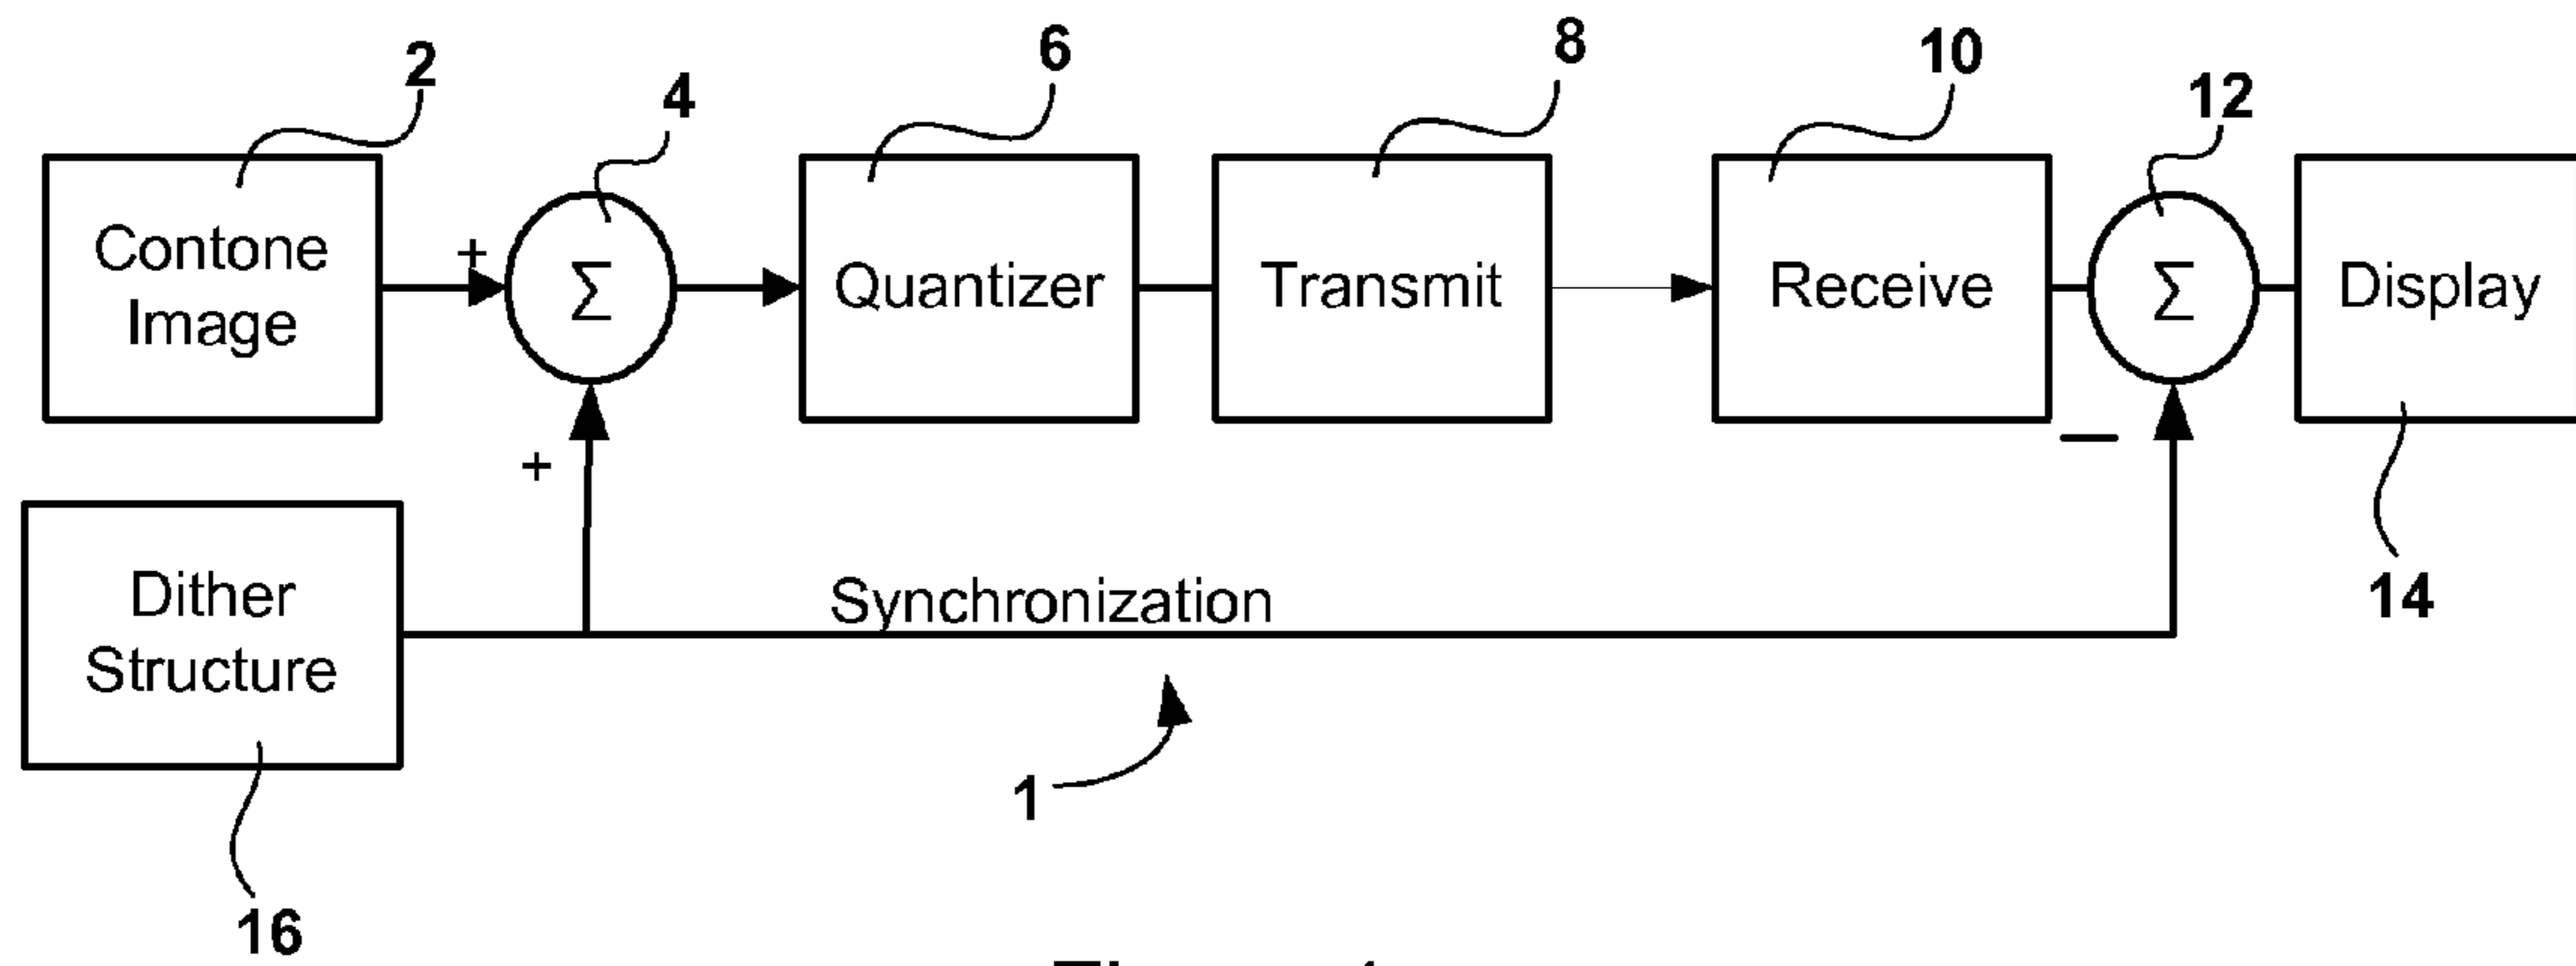 2
4
6
8
10
12
Contone
Image
+
Σ
Quantizer
Transmit
Receive
Σ
Display
+
−
Dither
Structure
Synchronization
14
1
16